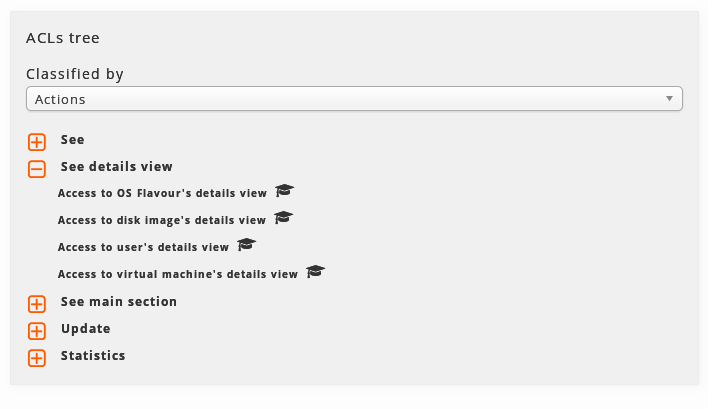 ACLs tree
Classified by
Actions
See
See details view
Access to OS Flavour's details view
Access to disk image's details view
Access to user's details view
Access to virtual machine's details view
See main section
Update
Statistics